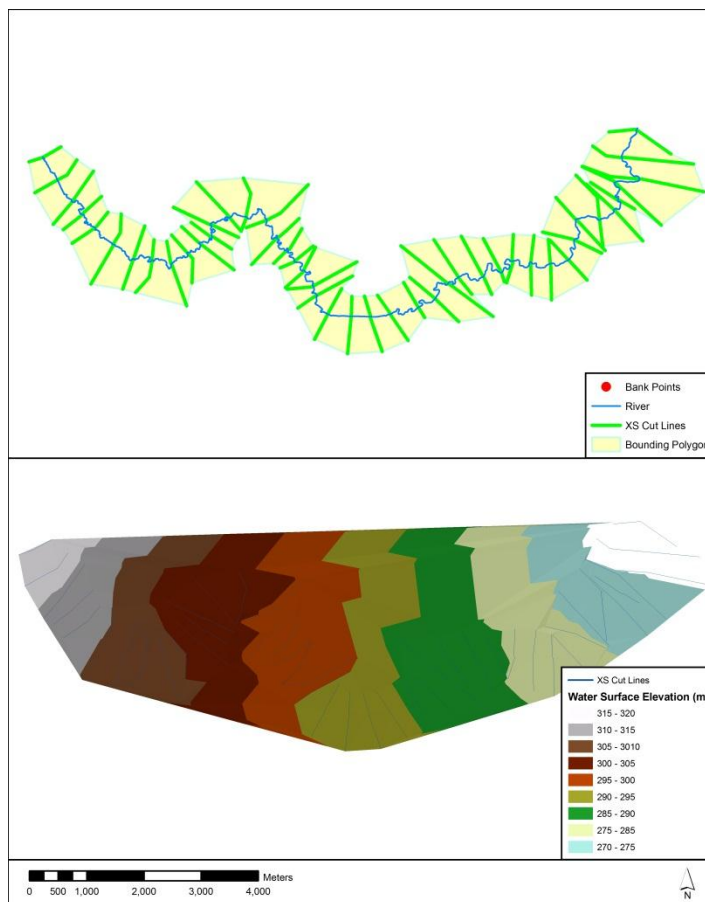 Bank Points
River
XS Cut Lines
Bounding Polygon
XS Cut Lines
Water Surface Elevation (m
315 - 320
310 - 315
305 - 3010
300 - 305
295 - 300
290 - 295
285 - 290
275 - 285
270 - 275
Meters
0 500 1,000 2,000 3,000 4,000
N